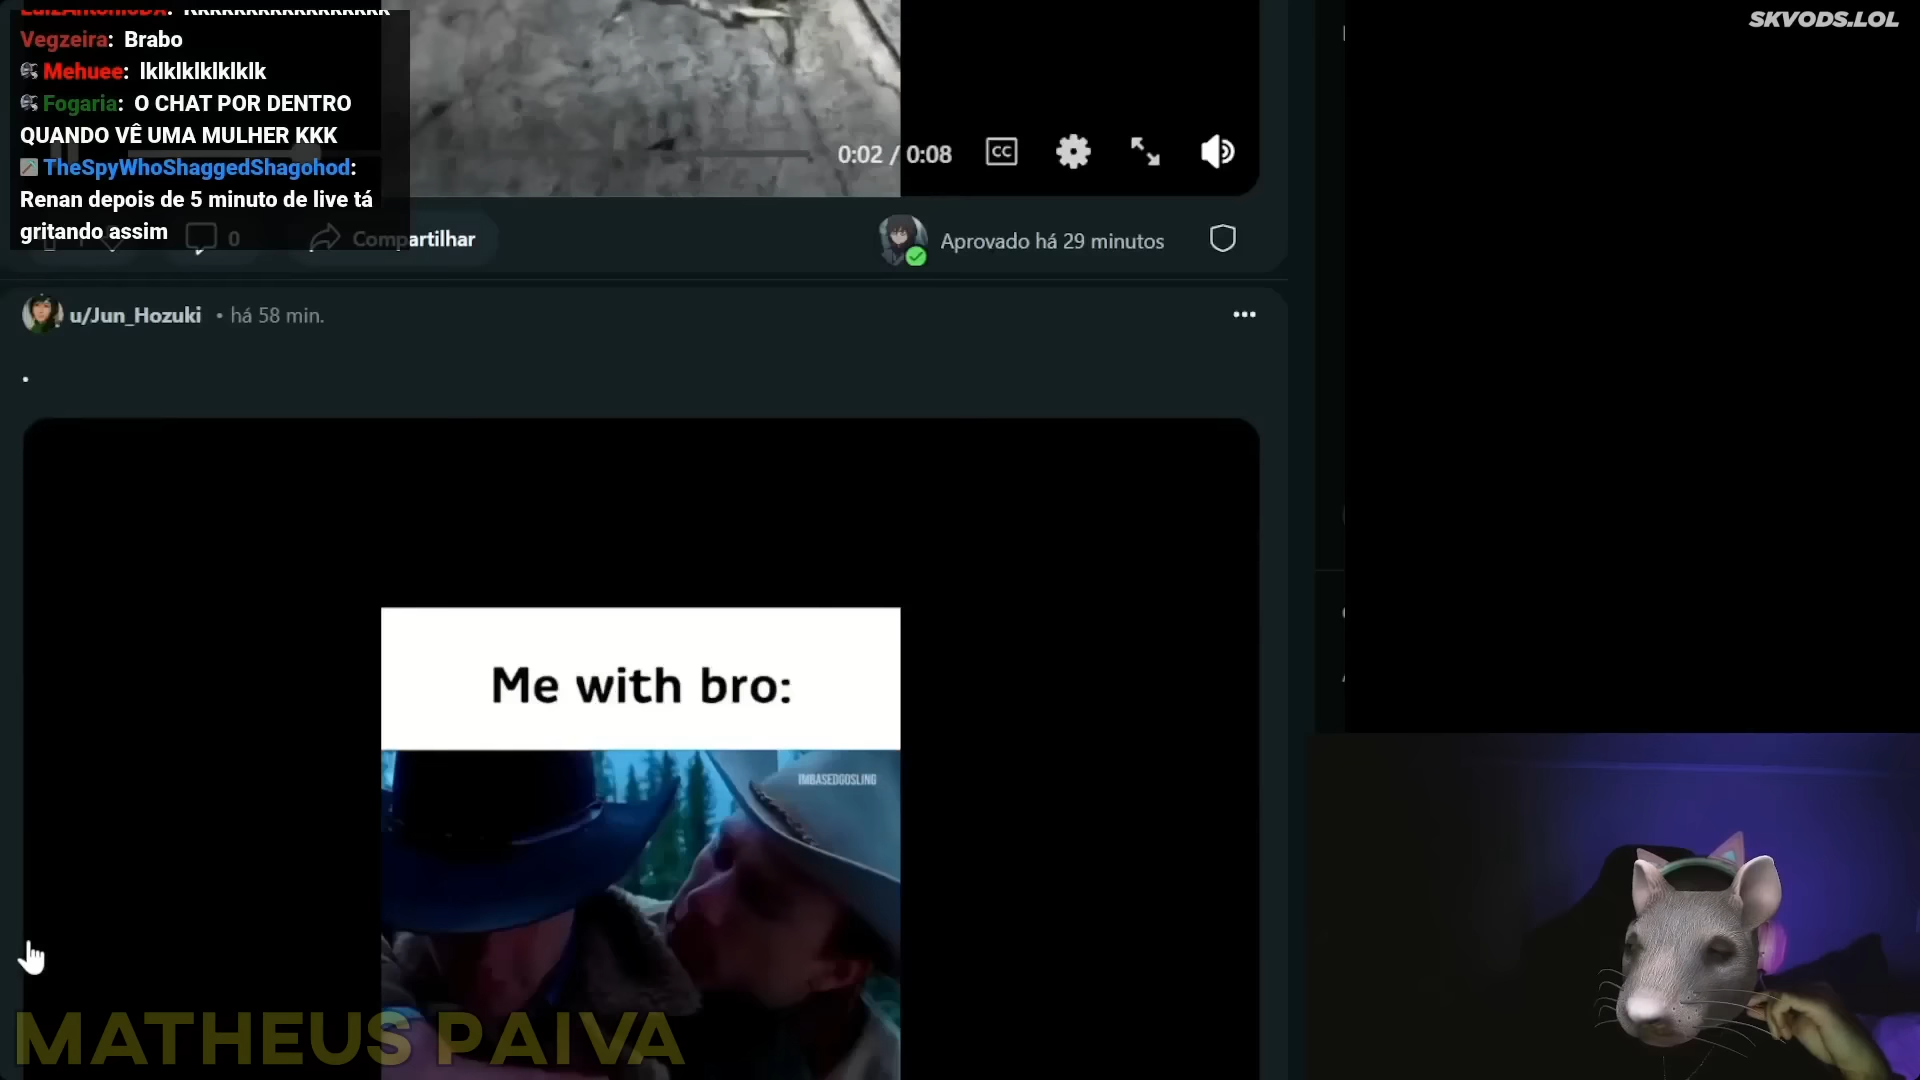 SKVODS.LOL
LuizAntonioDA: KKKKKKKKKKKKKKKKKK
Vegzeira: Brabo
Mehuee: lklklklklklklk
Fogaria: O CHAT POR DENTRO
QUANDO VÊ UMA MULHER KKK
TheSpyWhoShaggedShagohod:
Renan depois de 5 minuto de live tá
gritando assim
0:02 / 0:08
CC
0
Compartilhar
Aprovado há 29 minutos
u/Jun_Hozuki • há 58 min.
.
Me with bro:
IMBASEDGOSLING
MATHEUS PAIVA